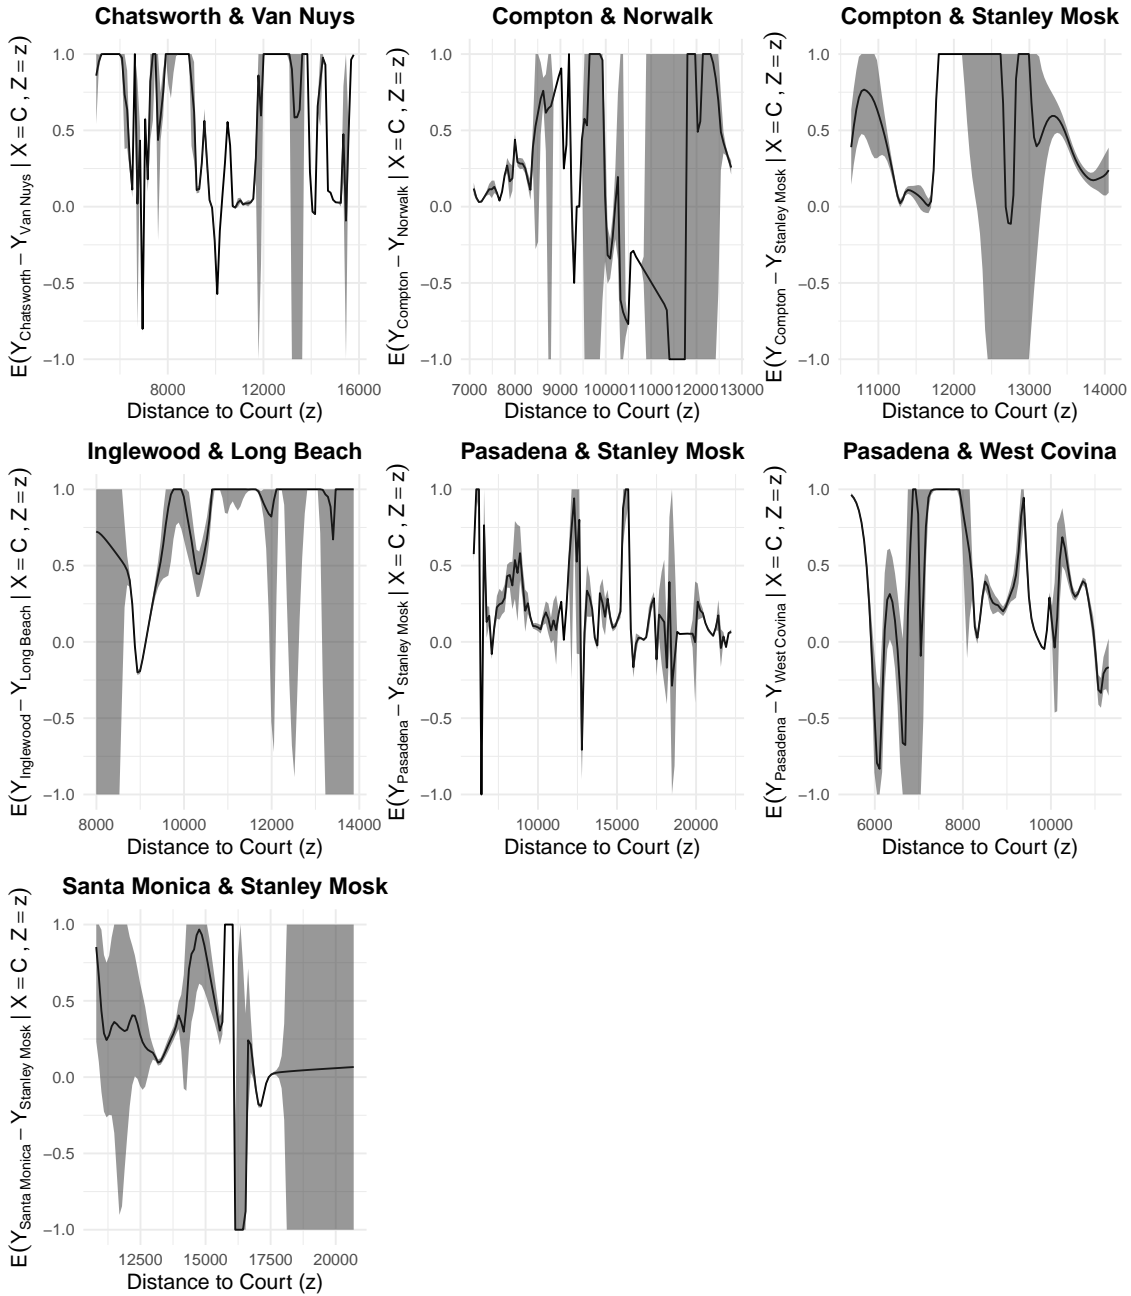 Chatsworth & Van Nuys
E(Y_Chatsworth − Y_Van Nuys | X = C , Z = z)
1.0
0.5
0.0
−0.5
−1.0
8000 12000 16000
Distance to Court (z)
Compton & Norwalk
E(Y_Compton − Y_Norwalk | X = C , Z = z)
1.0
0.5
0.0
−0.5
−1.0
7000 8000 9000 10000 11000 12000 13000
Distance to Court (z)
Compton & Stanley Mosk
E(Y_Compton − Y_Stanley Mosk | X = C , Z = z)
1.0
0.5
0.0
−0.5
−1.0
11000 12000 13000 14000
Distance to Court (z)
Inglewood & Long Beach
E(Y_Inglewood − Y_Long Beach | X = C , Z = z)
1.0
0.5
0.0
−0.5
−1.0
8000 10000 12000 14000
Distance to Court (z)
Pasadena & Stanley Mosk
E(Y_Pasadena − Y_Stanley Mosk | X = C , Z = z)
1.0
0.5
0.0
−0.5
−1.0
10000 15000 20000
Distance to Court (z)
Pasadena & West Covina
E(Y_Pasadena − Y_West Covina | X = C , Z = z)
1.0
0.5
0.0
−0.5
−1.0
6000 8000 10000
Distance to Court (z)
Santa Monica & Stanley Mosk
E(Y_Santa Monica − Y_Stanley Mosk | X = C , Z = z)
1.0
0.5
0.0
−0.5
−1.0
12500 15000 17500 20000
Distance to Court (z)